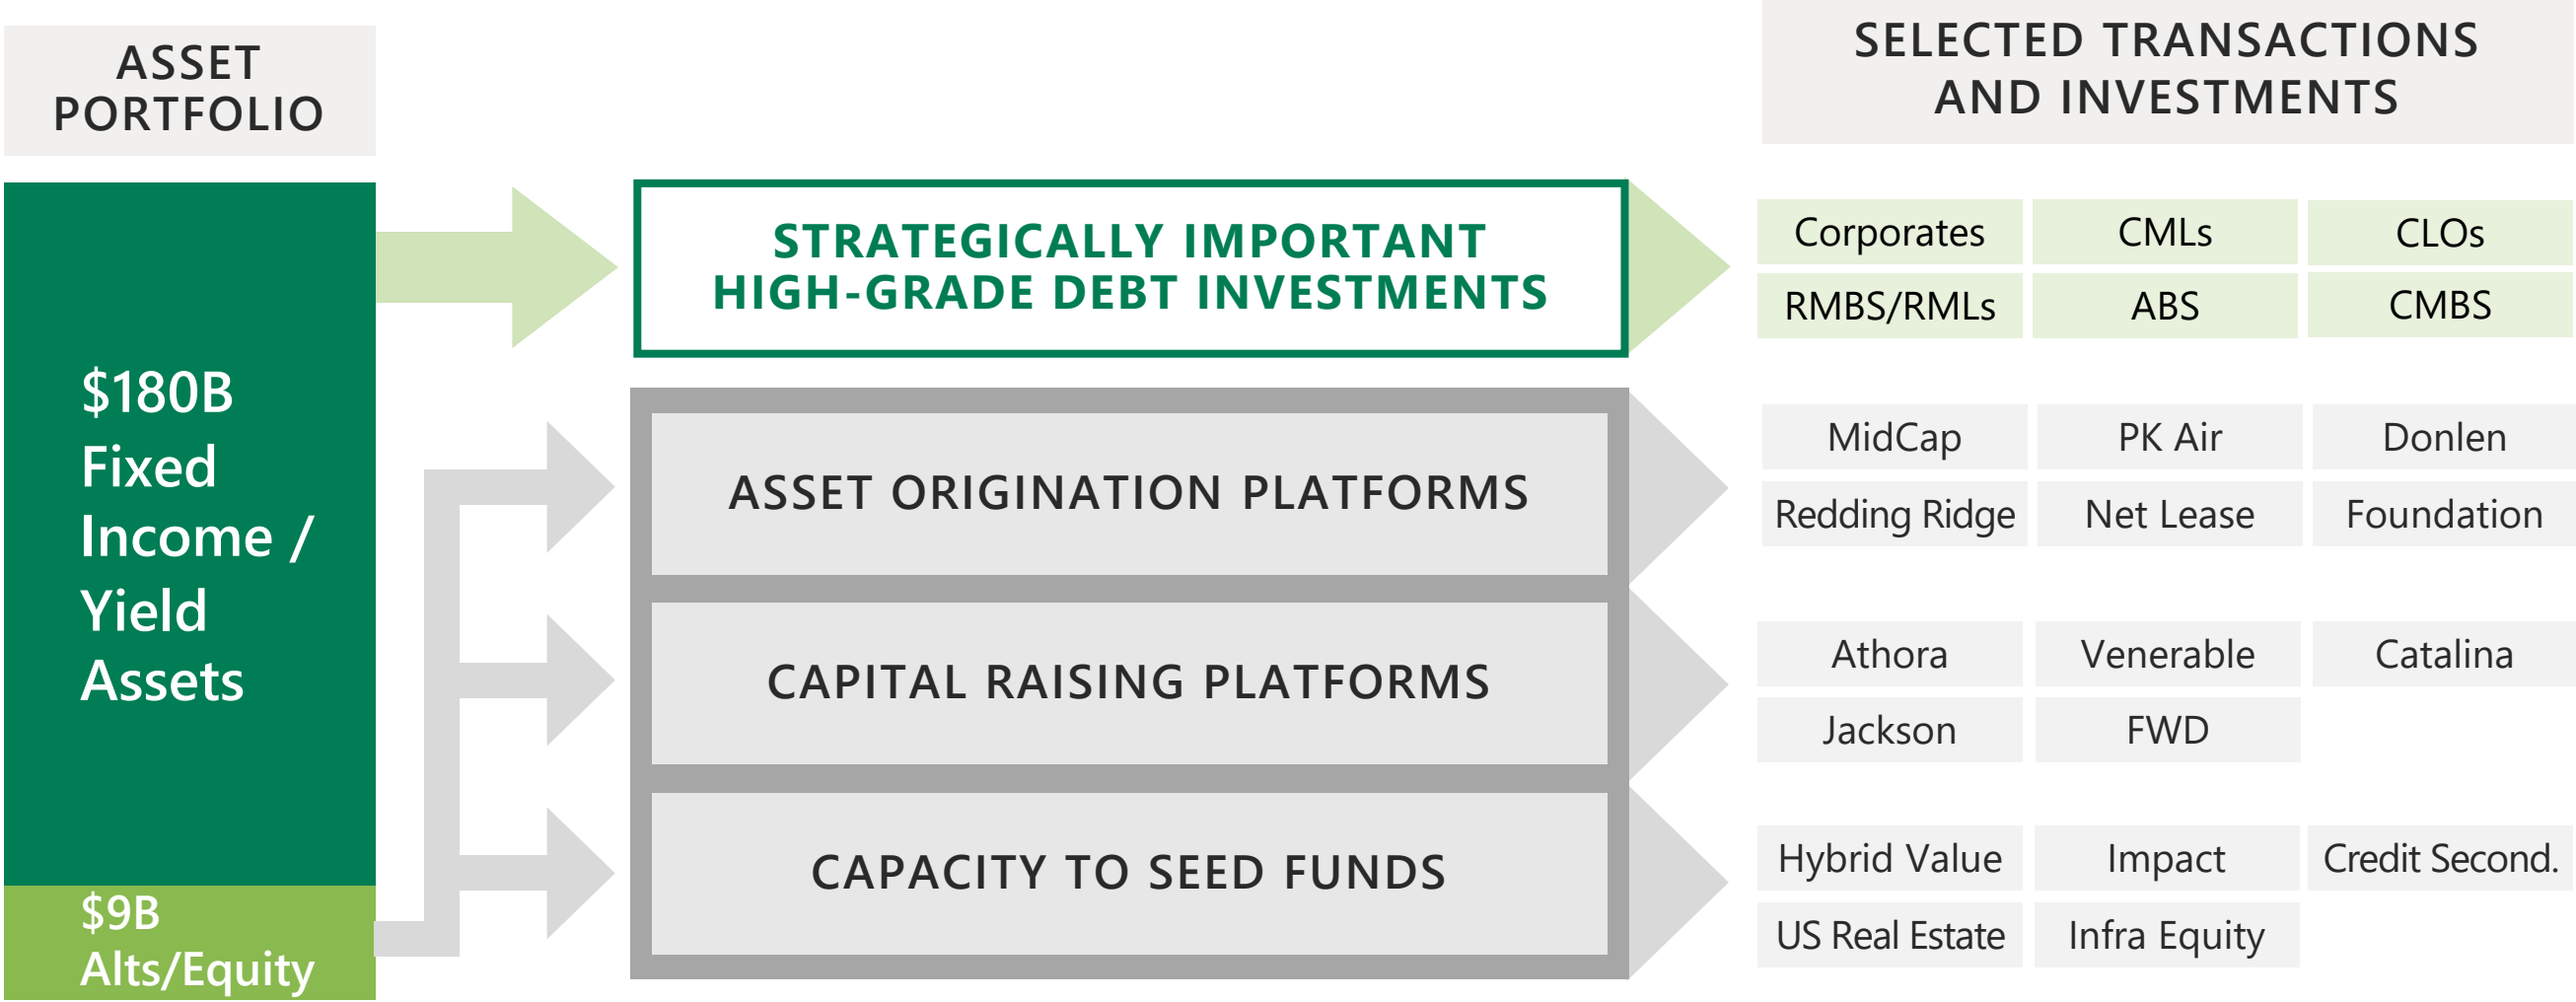 ASSET
PORTFOLIO
SELECTED TRANSACTIONS
AND INVESTMENTS
$180B
Fixed
Income /
Yield
Assets
$9B
Alts/Equity
STRATEGICALLY IMPORTANT
HIGH-GRADE DEBT INVESTMENTS
Corporates CMLs CLOs
RMBS/RMLs ABS CMBS
ASSET ORIGINATION PLATFORMS
MidCap PK Air Donlen
Redding Ridge Net Lease Foundation
CAPITAL RAISING PLATFORMS
Athora Venerable Catalina
Jackson FWD
CAPACITY TO SEED FUNDS
Hybrid Value Impact Credit Second.
US Real Estate Infra Equity